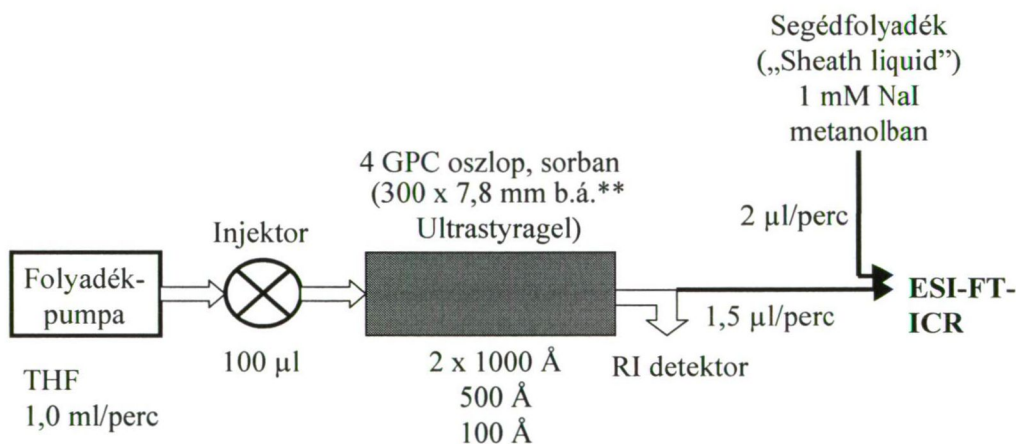 Segédfolyadék
(„Sheath liquid”)
1 mM NaI
metanolban
4 GPC oszlop, sorban
(300 x 7,8 mm b.á.**
Ultrastyragel)
Injektor
2 µl/perc
Folyadék-
pumpa
ESI-FT-
ICR
1,5 µl/perc
100 µl
2 x 1000 Å
500 Å
100 Å
RI detektor
THF
1,0 ml/perc